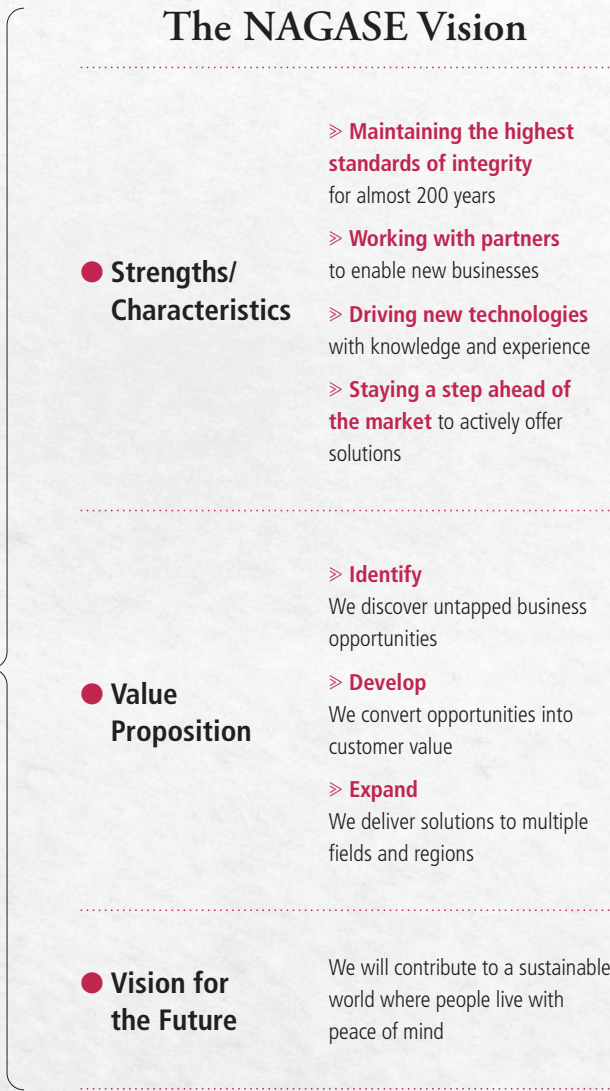 The NAGASE Vision
● Strengths/
Characteristics
⪢ Maintaining the highest
standards of integrity
for almost 200 years
⪢ Working with partners
to enable new businesses
⪢ Driving new technologies
with knowledge and experience
⪢ Staying a step ahead of
the market to actively offer
solutions
● Value
Proposition
⪢ Identify
We discover untapped business
opportunities
⪢ Develop
We convert opportunities into
customer value
⪢ Expand
We deliver solutions to multiple
fields and regions
● Vision for
the Future
We will contribute to a sustainable
world where people live with
peace of mind